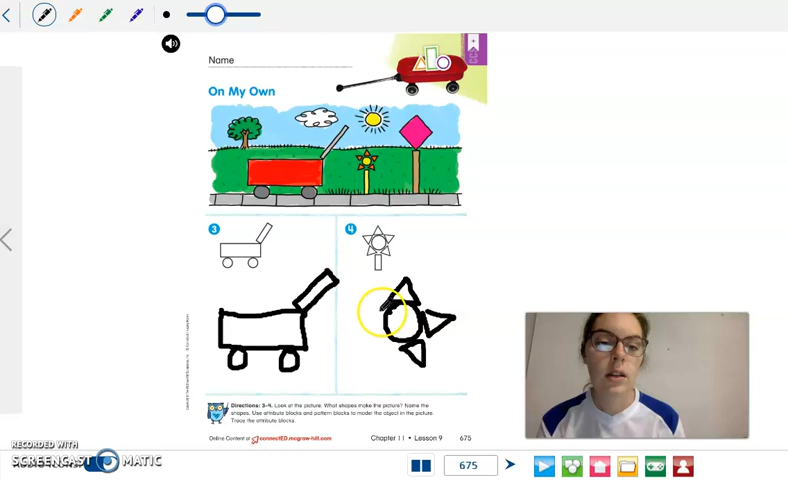 Name
On My Own
3
4
Directions: 3-4. Look at the picture. What shapes make the picture? Name the
shapes. Use attribute blocks and pattern blocks to model the object in the picture.
Trace the attribute blocks.
Online Content at connectED.mcgraw-hill.com
Chapter 11 • Lesson 9
675
RECORDED WITH
SCREENCAST MATIC
675